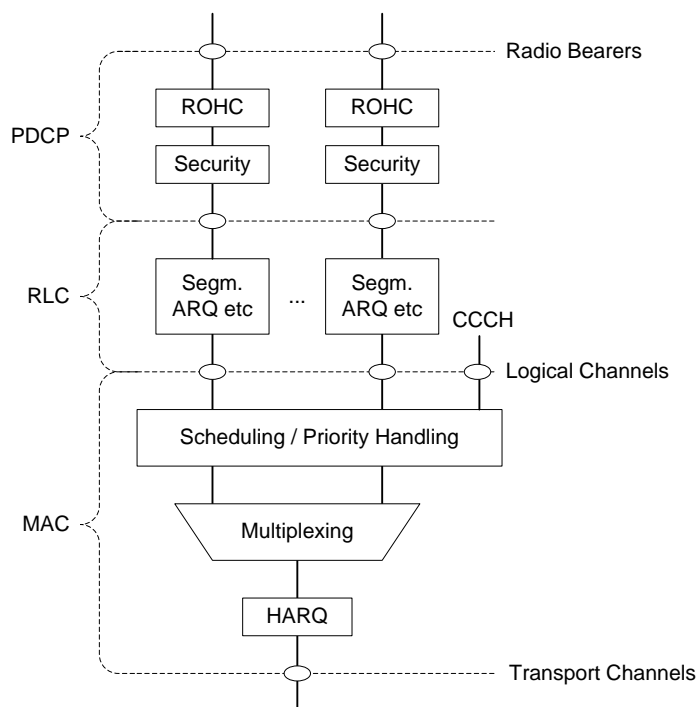 Radio Bearers
ROHC
ROHC
PDCP
Security
Security
Segm.
ARQ etc
...
Segm.
ARQ etc
RLC
CCCH
Logical Channels
Scheduling / Priority Handling
MAC
Multiplexing
HARQ
Transport Channels